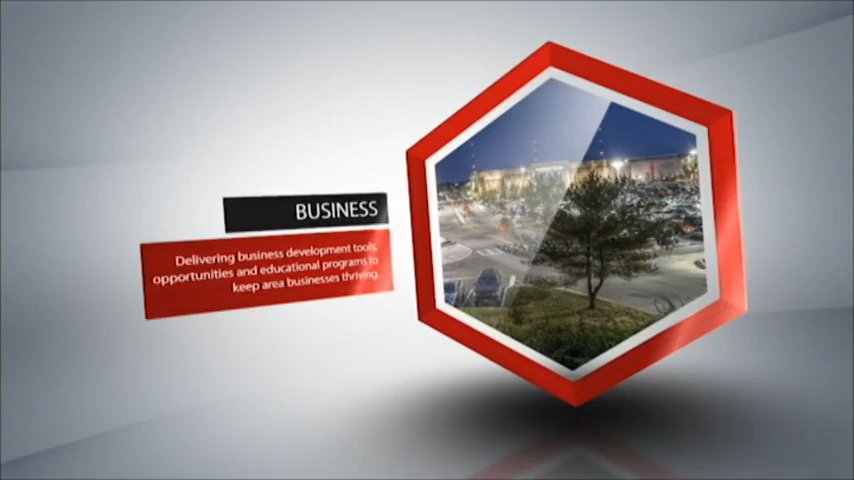 BUSINESS
Delivering business development tools,
opportunities and educational programs to
keep area businesses thriving.